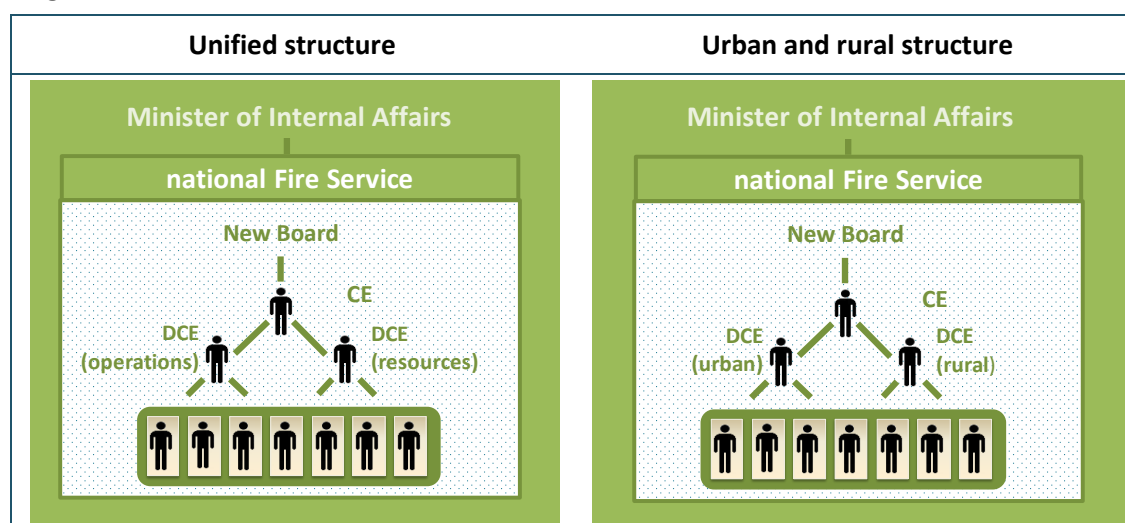 Unified structure
Urban and rural structure
Minister of Internal Affairs
national Fire Service
New Board
CE
DCE
(operations)
DCE
(resources)
Minister of Internal Affairs
national Fire Service
New Board
CE
DCE
(urban)
DCE
(rural)